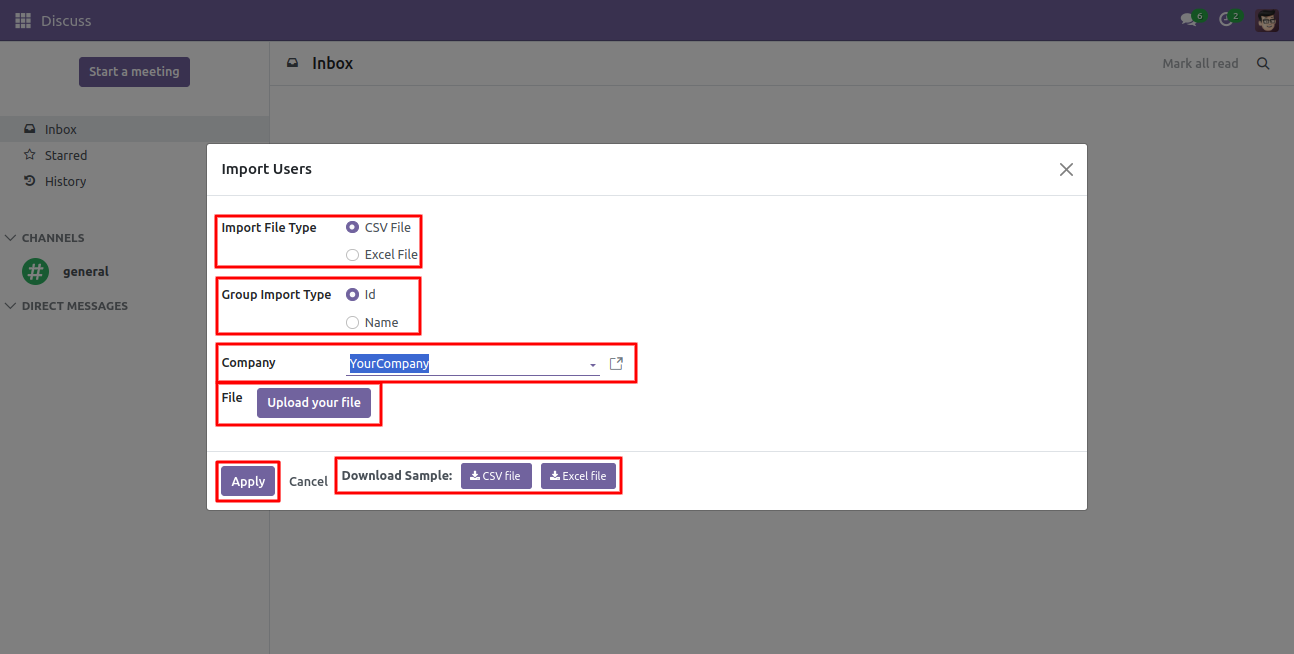 Discuss
6
2
Start a meeting
Inbox
Mark all read
Inbox
Starred
History
CHANNELS
general
DIRECT MESSAGES
Import Users
Import File Type
CSV File
Excel File
Group Import Type
Id
Name
Company
YourCompany
File
Upload your file
Apply
Cancel
Download Sample:
CSV file
Excel file